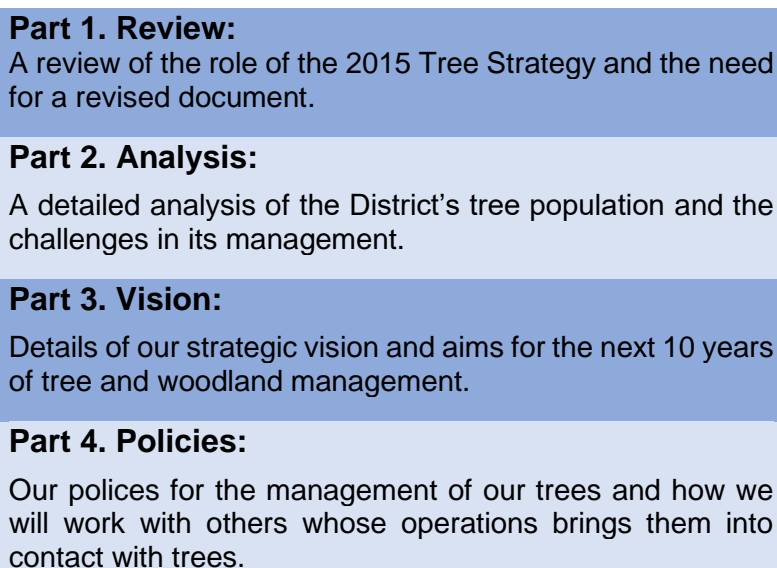 Part 1. Review:
A review of the role of the 2015 Tree Strategy and the need
for a revised document.
Part 2. Analysis:
A detailed analysis of the District’s tree population and the
challenges in its management.
Part 3. Vision:
Details of our strategic vision and aims for the next 10 years
of tree and woodland management.
Part 4. Policies:
Our polices for the management of our trees and how we
will work with others whose operations brings them into
contact with trees.